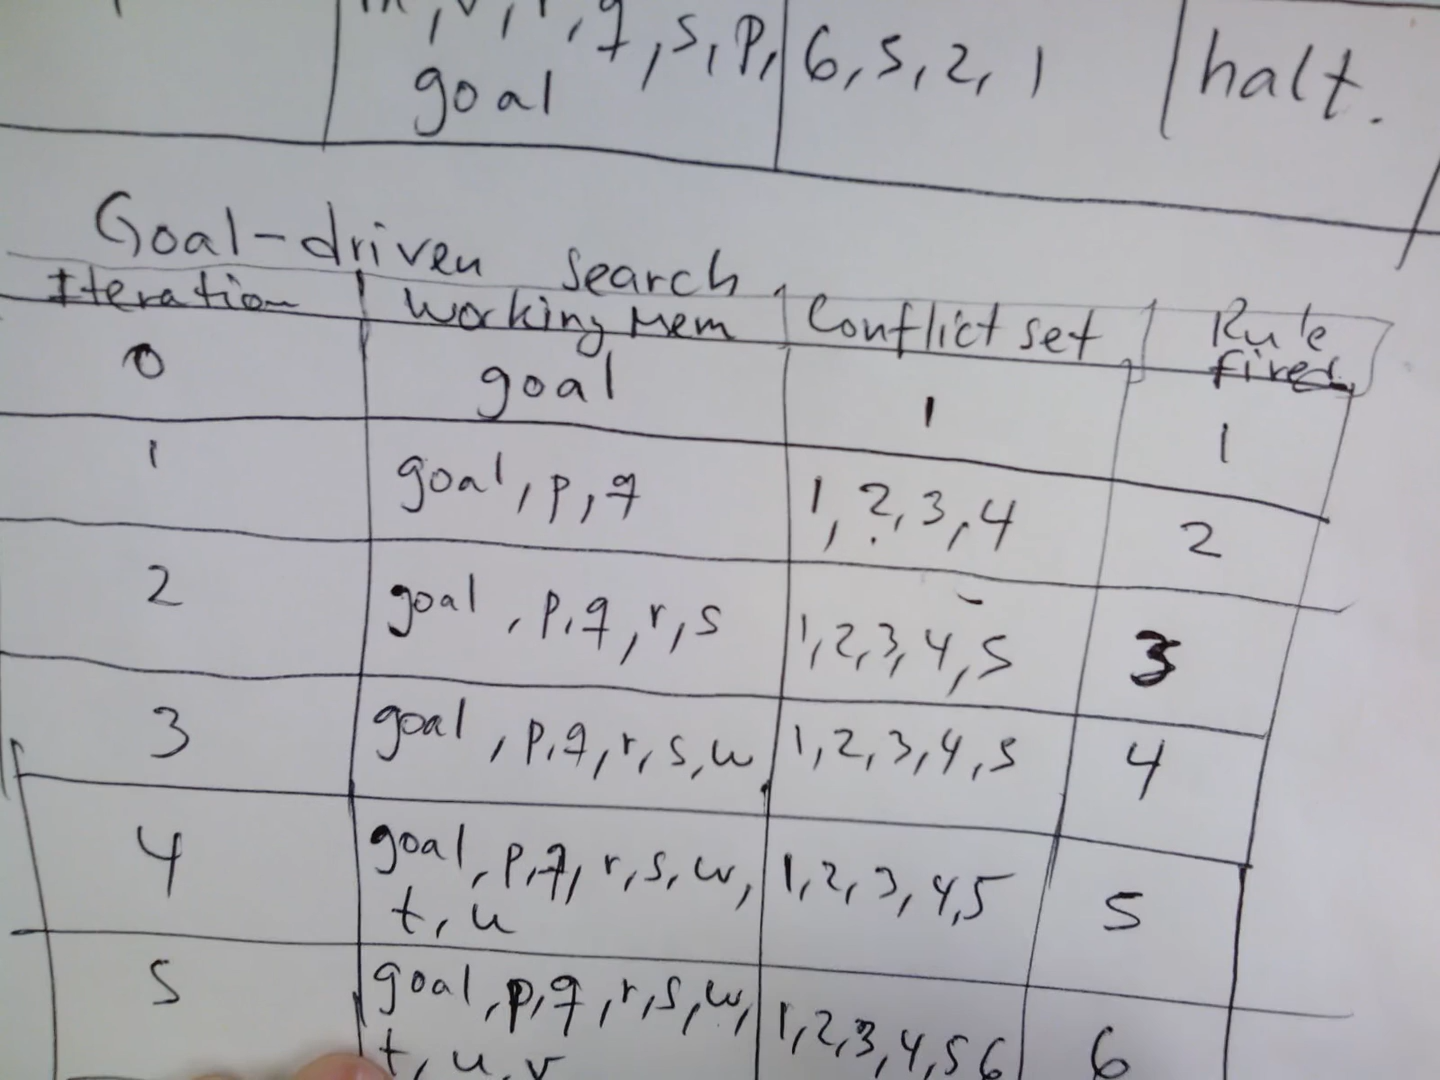 , q, s, p, 6, 5, 2, 1 halt.
goal
Goal-driven search
Iteration Working Mem Conflict set Rule fired
0 goal 1 1
1 goal, p, q 1, 2, 3, 4 2
2 goal, p, q, r, s 1, 2, 3, 4, 5 3
3 goal, p, q, r, s, w 1, 2, 3, 4, 5 4
4 goal, p, q, r, s, w, 1, 2, 3, 4, 5 5
t, u
5 goal, p, q, r, s, w, 1, 2, 3, 4, 5 6 6
t, u, v